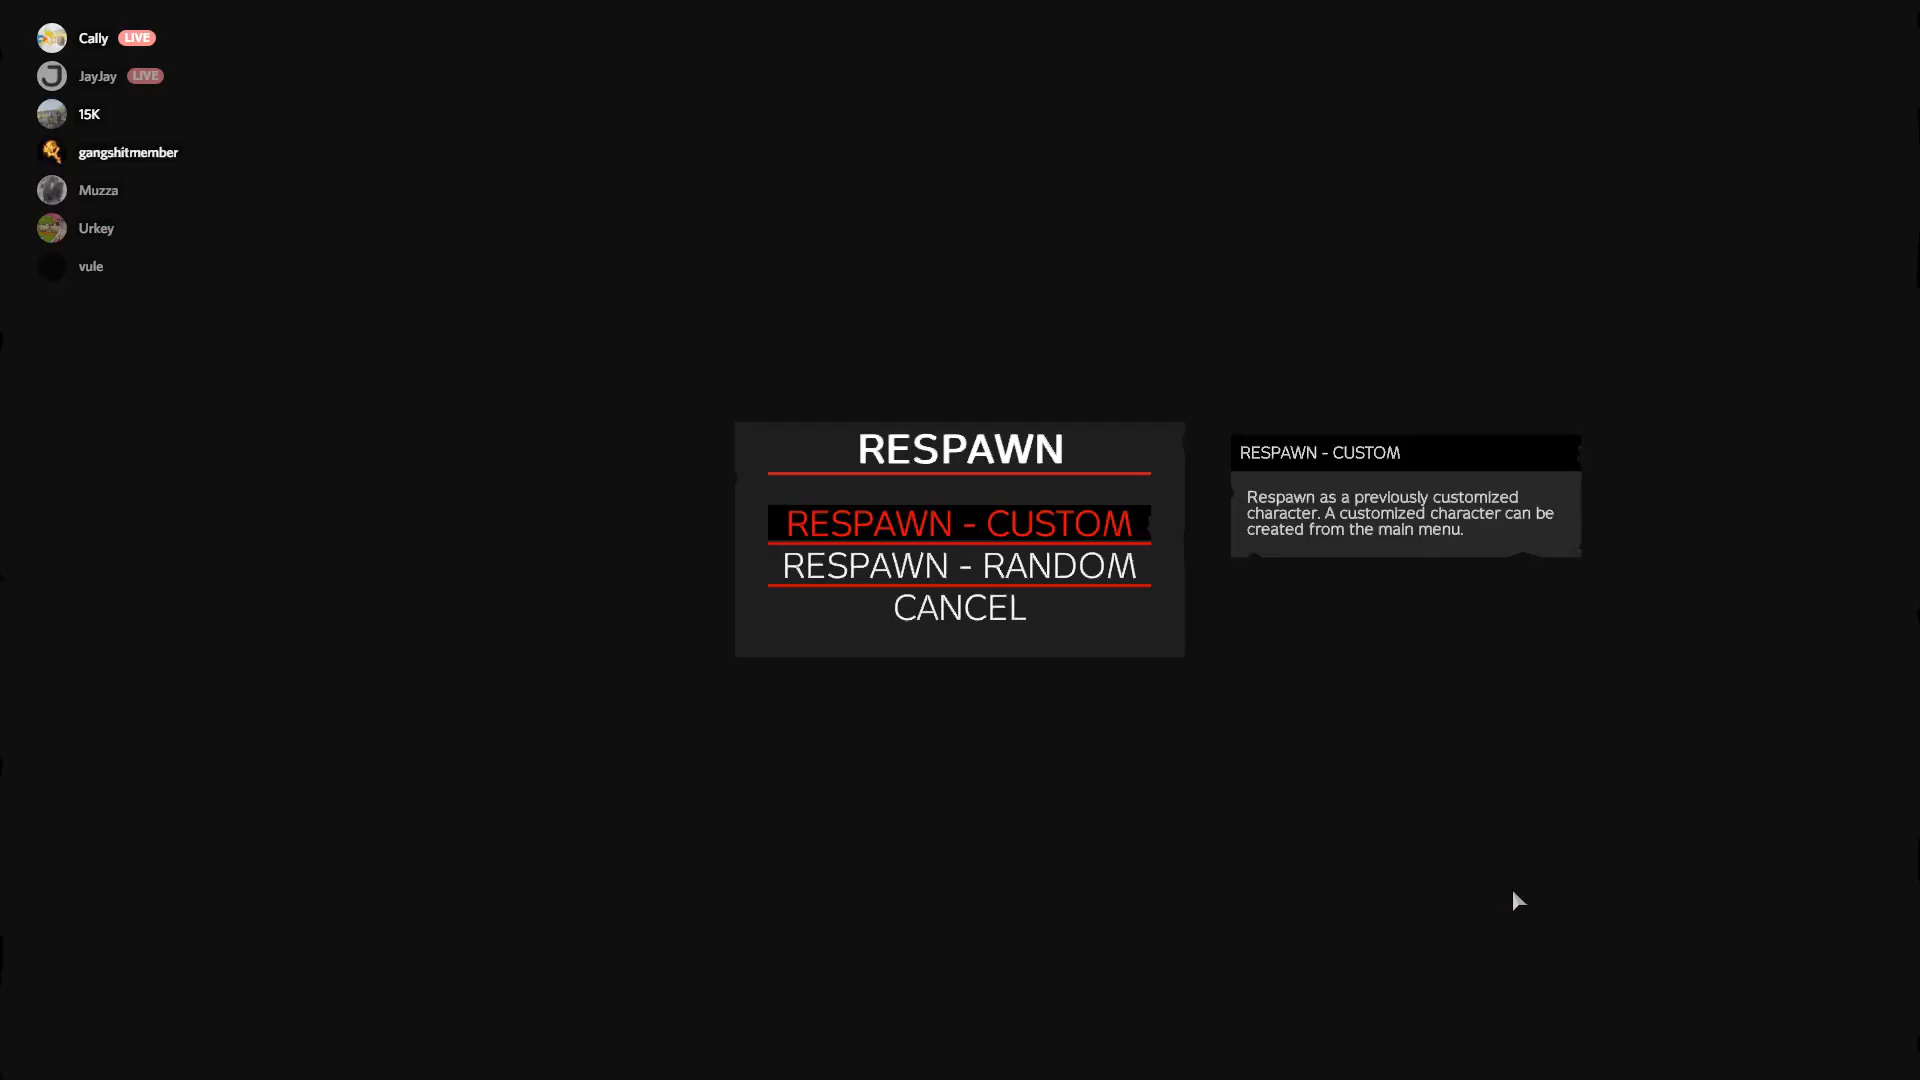 Cally LIVE
JayJay LIVE
15K
gangshitmember
Muzza
Urkey
vule
RESPAWN
RESPAWN - CUSTOM
RESPAWN - RANDOM
CANCEL
RESPAWN - CUSTOM
Respawn as a previously customized
character. A customized character can be
created from the main menu.